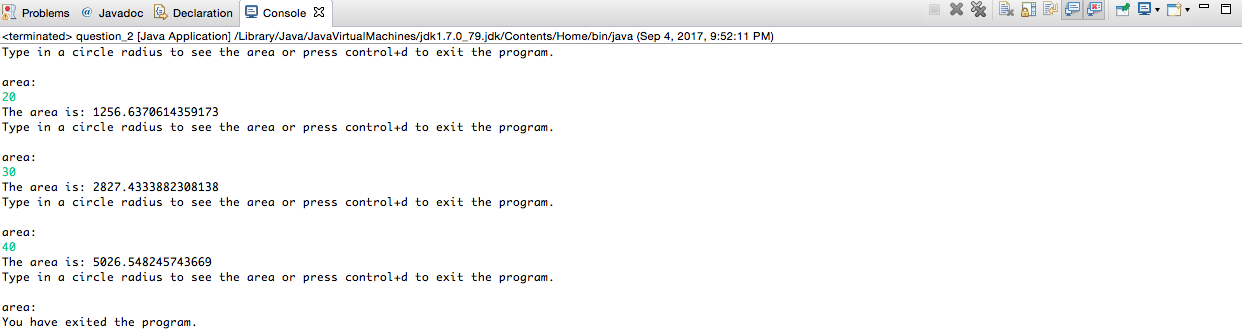 Problems @ Javadoc Declaration Console
<terminated> question_2 [Java Application] /Library/Java/JavaVirtualMachines/jdk1.7.0_79.jdk/Contents/Home/bin/java (Sep 4, 2017, 9:52:11 PM)
Type in a circle radius to see the area or press control+d to exit the program.
area:
20
The area is: 1256.6370614359173
Type in a circle radius to see the area or press control+d to exit the program.
area:
30
The area is: 2827.4333882308138
Type in a circle radius to see the area or press control+d to exit the program.
area:
40
The area is: 5026.548245743669
Type in a circle radius to see the area or press control+d to exit the program.
area:
You have exited the program.